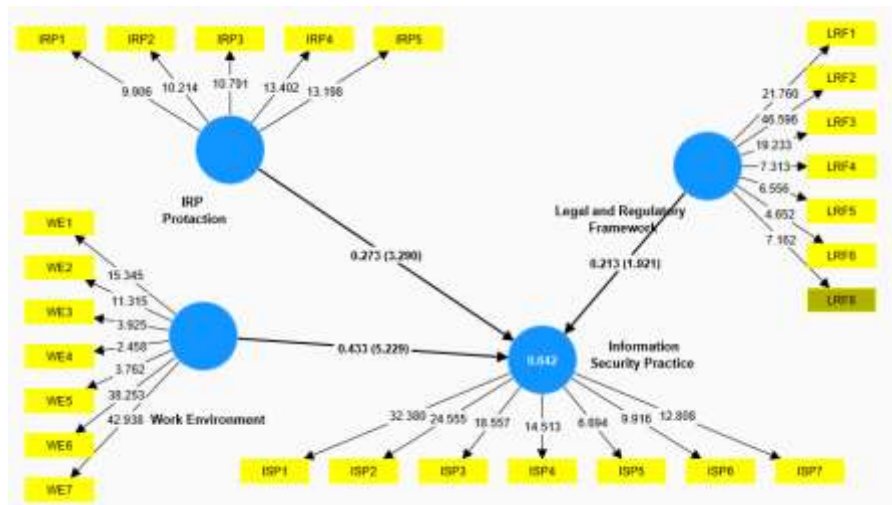 IRP1 IRP2 IRP3 IRP4 IRP5
9.906 10.214 10.791 13.402 13.198
IRP
Protaction
LRF1
LRF2
LRF3
LRF4
LRF5
LRF6
LRF8
21.760
46.596
19.233
7.313
6.556
4.652
7.162
Legal and Regulatory
Framework
0.273 (3.290)
0.213 (1.921)
WE1
WE2
WE3
WE4
WE5
WE6
WE7
15.345
11.315
3.925
2.458
3.762
38.253
42.938
Work Environment
0.433 (5.229)
0.642
Information
Security Practice
32.380 24.555 18.557 14.513 6.694 9.916 12.808
ISP1 ISP2 ISP3 ISP4 ISP5 ISP6 ISP7